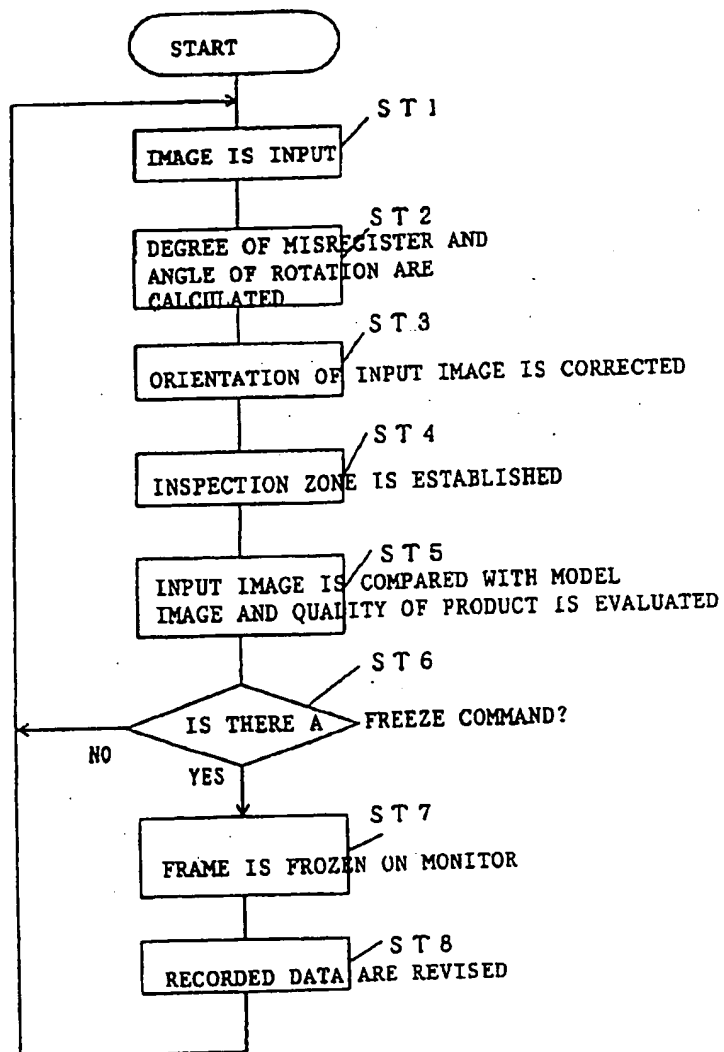 START
ST1
IMAGE IS INPUT
ST2
DEGREE OF MISREGISTER AND
ANGLE OF ROTATION ARE
CALCULATED
ST3
ORIENTATION OF INPUT IMAGE IS CORRECTED
ST4
INSPECTION ZONE IS ESTABLISHED
ST5
INPUT IMAGE IS COMPARED WITH MODEL
IMAGE AND QUALITY OF PRODUCT IS EVALUATED
ST6
IS THERE A FREEZE COMMAND?
NO
YES
ST7
FRAME IS FROZEN ON MONITOR
ST8
RECORDED DATA ARE REVISED